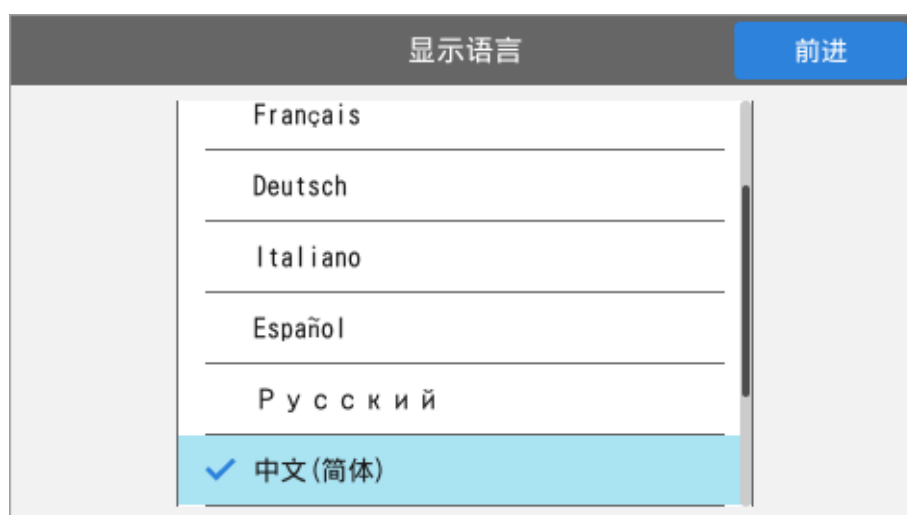 显示语言
前进
Français
Deutsch
Italiano
Español
Русский
中文(简体)